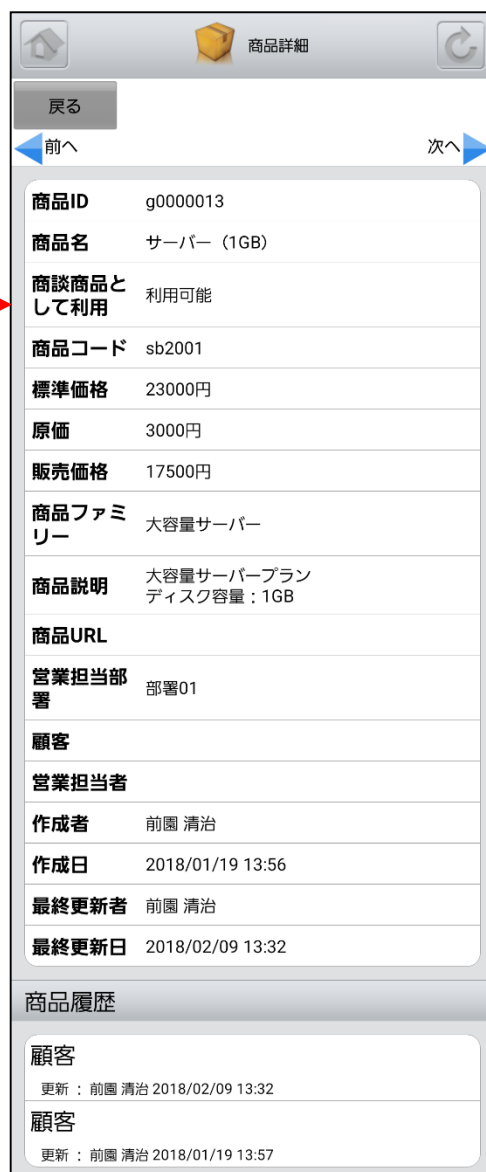 商品詳細
戻る
前へ 次へ
商品ID g0000013
商品名 サーバー（1GB）
商談商品と
して利用 利用可能
商品コード sb2001
標準価格 23000円
原価 3000円
販売価格 17500円
商品ファミ
リー 大容量サーバー
商品説明 大容量サーバープラン
ディスク容量：1GB
商品URL
営業担当部
署 部署01
顧客
営業担当者
作成者 前園 清治
作成日 2018/01/19 13:56
最終更新者 前園 清治
最終更新日 2018/02/09 13:32
商品履歴
顧客
更新 ： 前園 清治 2018/02/09 13:32
顧客
更新 ： 前園 清治 2018/01/19 13:57